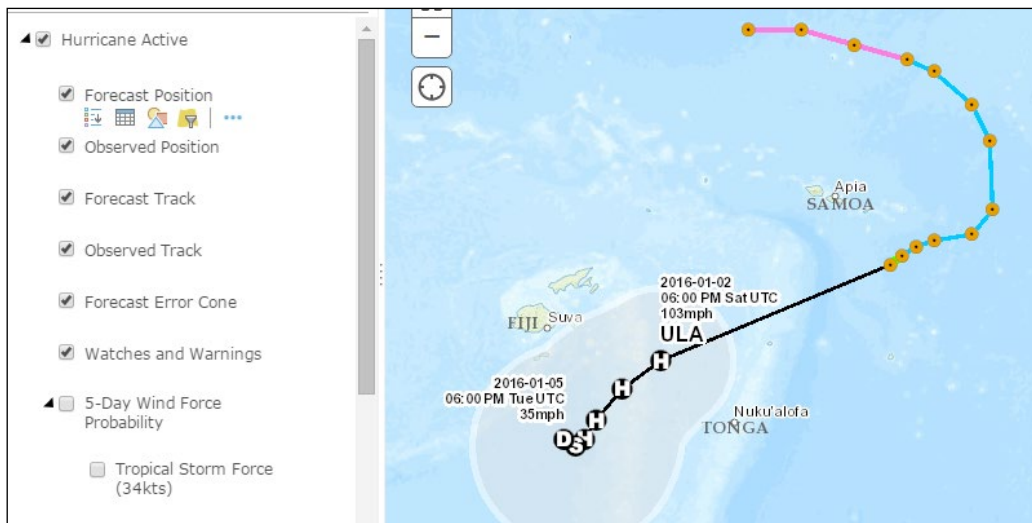 Hurricane Active
Forecast Position
Observed Position
Forecast Track
Observed Track
Forecast Error Cone
Watches and Warnings
5-Day Wind Force
Probability
Tropical Storm Force
(34kts)
Apia
SAMOA
2016-01-02
06:00 PM Sat UTC
103mph
ULA
FIJI Suva
H
H
2016-01-05
06:00 PM Tue UTC
35mph
H
D S H
Nuku'alofa
TONGA